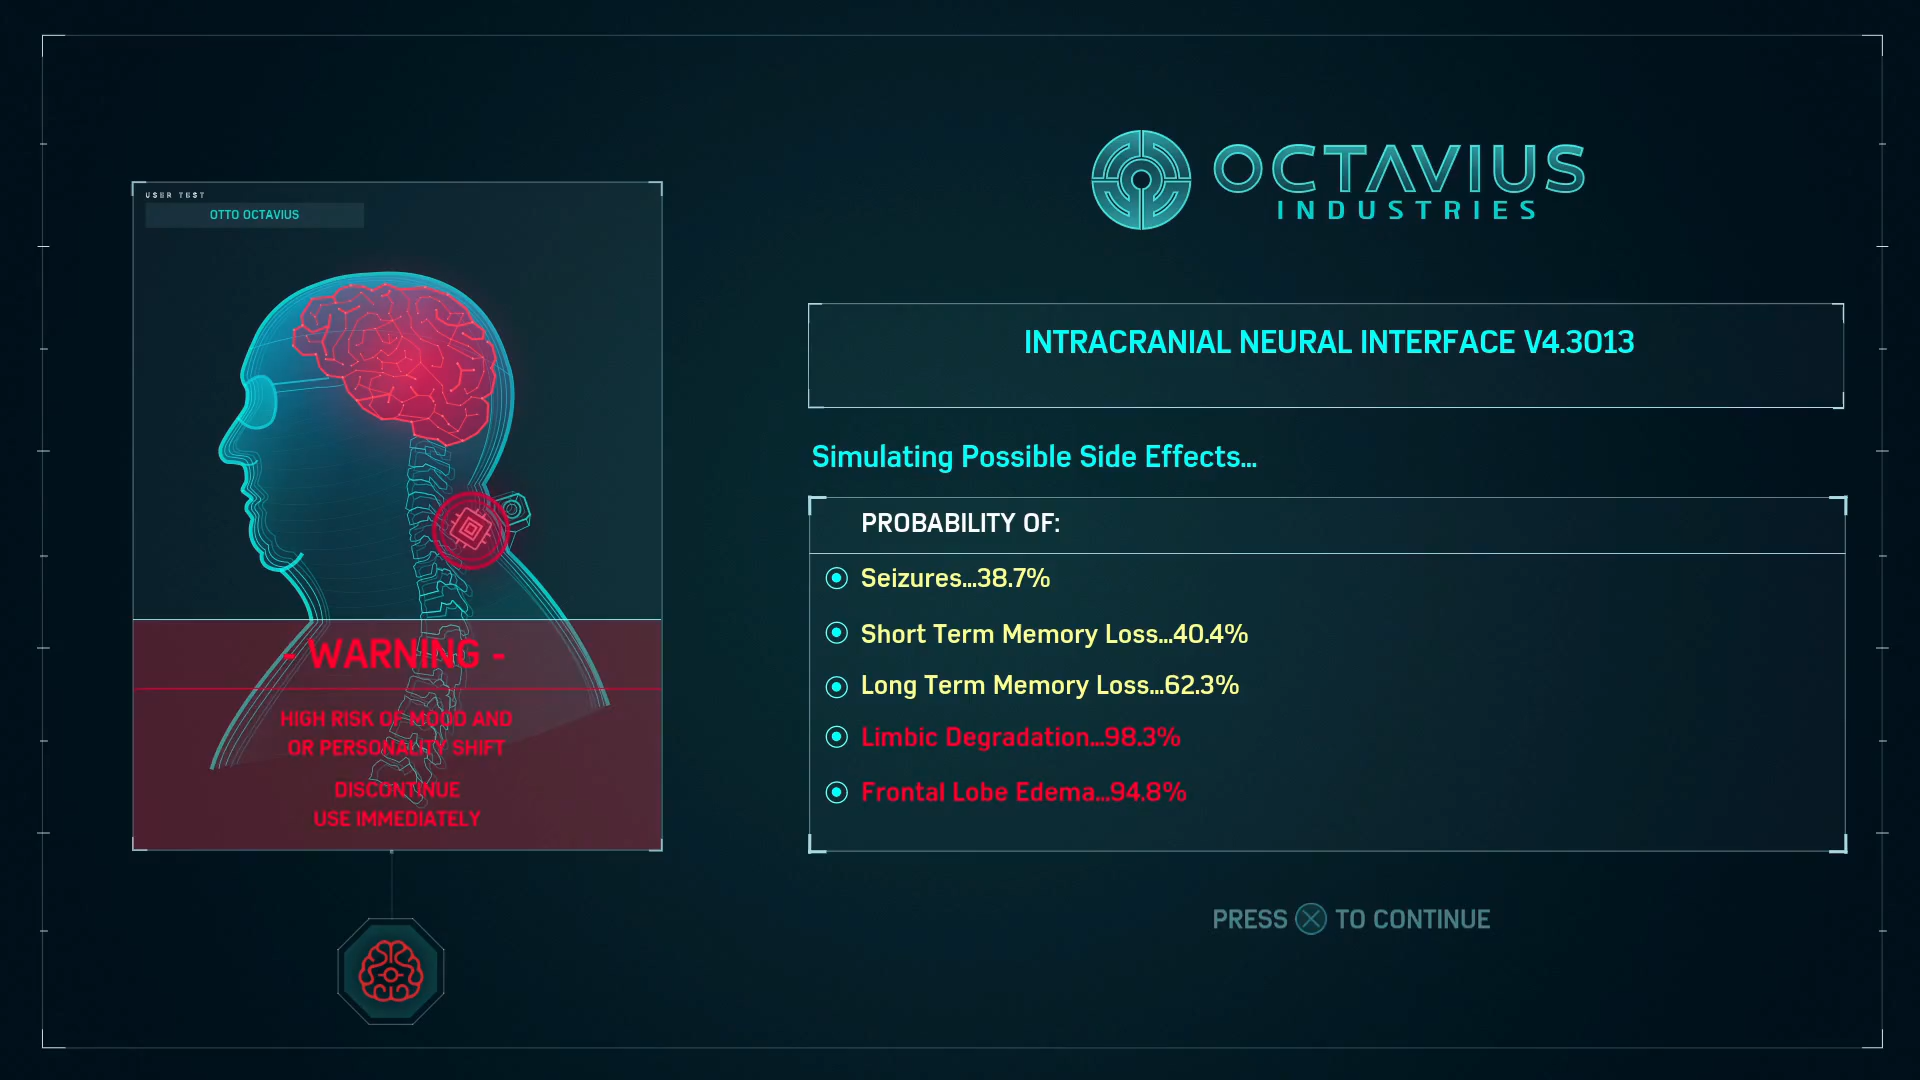 USER TEST
OTTO OCTAVIUS
- WARNING -
HIGH RISK OF MOOD AND
OR PERSONALITY SHIFT
DISCONTINUE
USE IMMEDIATELY
OCTAVIUS
INDUSTRIES
INTRACRANIAL NEURAL INTERFACE V4.3013
Simulating Possible Side Effects...
PROBABILITY OF:
Seizures...38.7%
Short Term Memory Loss...40.4%
Long Term Memory Loss...62.3%
Limbic Degradation...98.3%
Frontal Lobe Edema...94.8%
PRESS TO CONTINUE